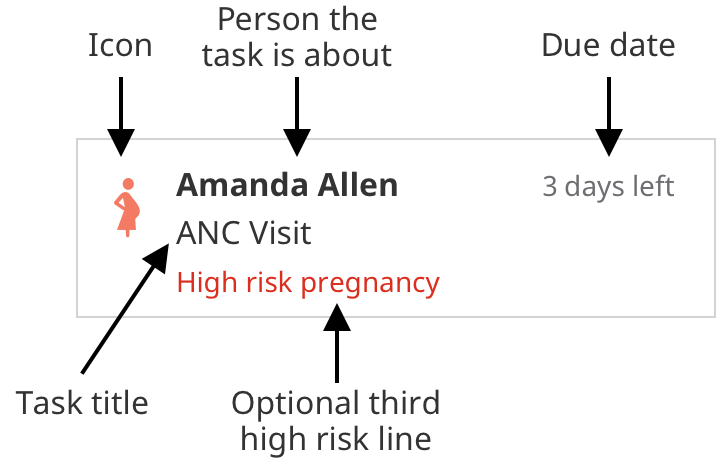 Icon
Person the
task is about
Due date
Amanda Allen
3 days left
ANC Visit
High risk pregnancy
Task title
Optional third
high risk line